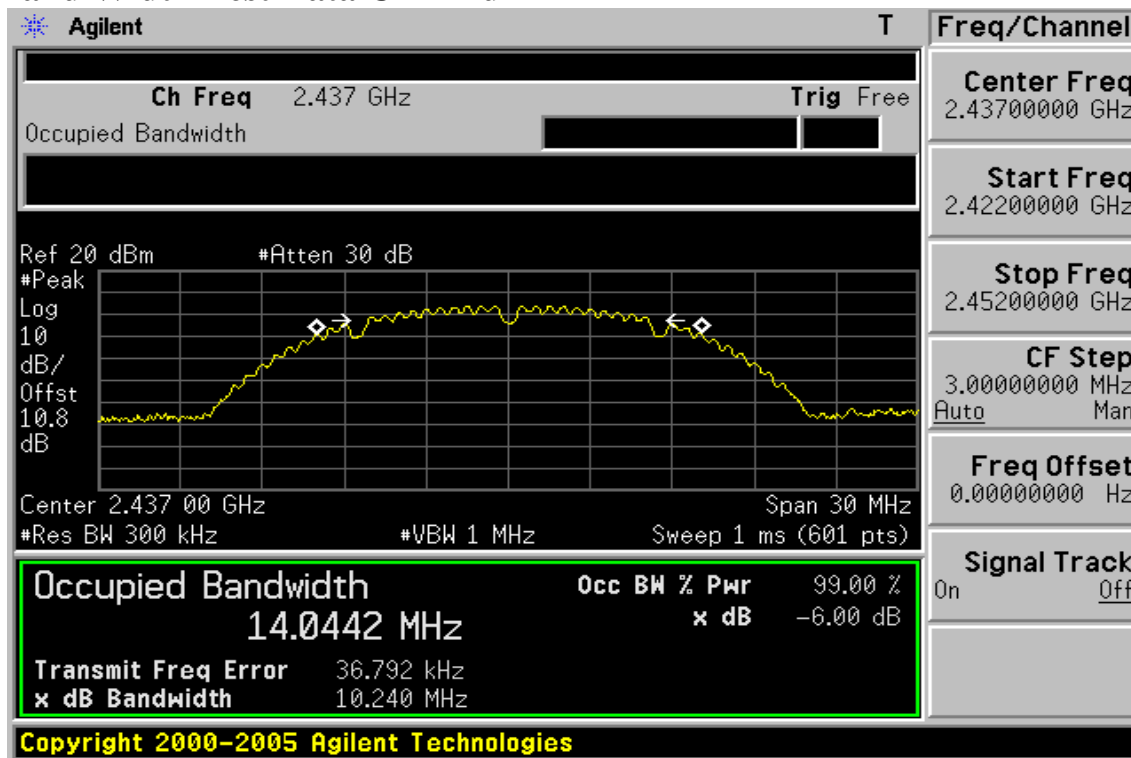 Agilent T Freq/Channel
Ch Freq 2.437 GHz Trig Free
Occupied Bandwidth
Center Freq
2.43700000 GHz
Start Freq
2.42200000 GHz
Stop Freq
2.45200000 GHz
CF Step
3.00000000 MHz
Auto Man
Freq Offset
0.00000000 Hz
Signal Track
On Off
Ref 20 dBm #Atten 30 dB
#Peak
Log
10
dB/
Offst
10.8
dB
Center 2.437 00 GHz Span 30 MHz
#Res BW 300 kHz #VBW 1 MHz Sweep 1 ms (601 pts)
Occupied Bandwidth Occ BW % Pwr 99.00 %
14.0442 MHz x dB -6.00 dB
Transmit Freq Error 36.792 kHz
x dB Bandwidth 10.240 MHz
Copyright 2000-2005 Agilent Technologies